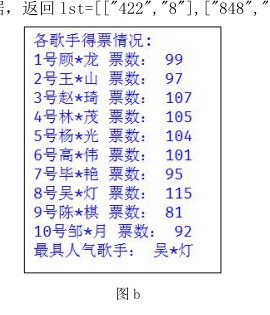 ，返回 lst=[["422","8"],["848","
各歌手得票情况:
1号顾*龙 票数： 99
2号王*山 票数： 97
3号赵*琦 票数： 107
4号林*茂 票数： 105
5号杨*光 票数： 104
6号高*伟 票数： 101
7号毕*艳 票数： 95
8号吴*灯 票数： 115
9号陈*棋 票数： 81
10号邹*月 票数： 92
最具人气歌手： 吴*灯
图 b